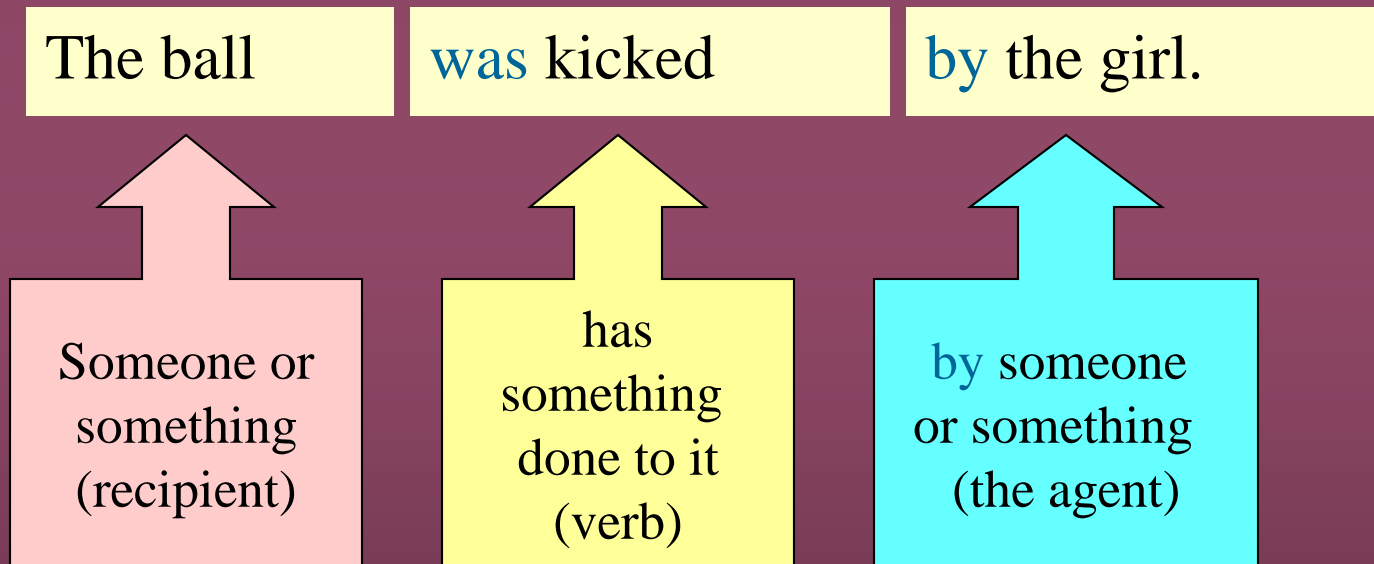 The ball
was kicked
by the girl.
Someone or
something
(recipient)
has
something
done to it
(verb)
by someone
or something
(the agent)